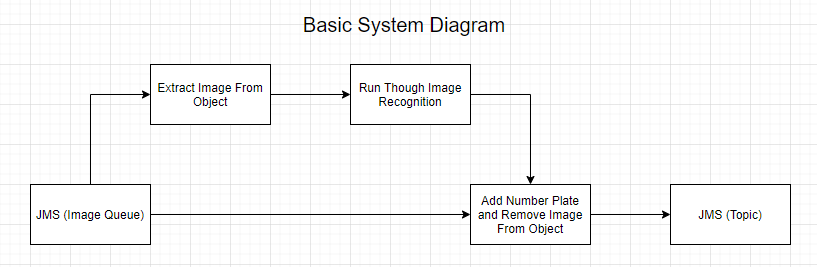 Basic System Diagram
Extract Image From
Object
Run Though Image
Recognition
JMS (Image Queue)
Add Number Plate
and Remove Image
From Object
JMS (Topic)